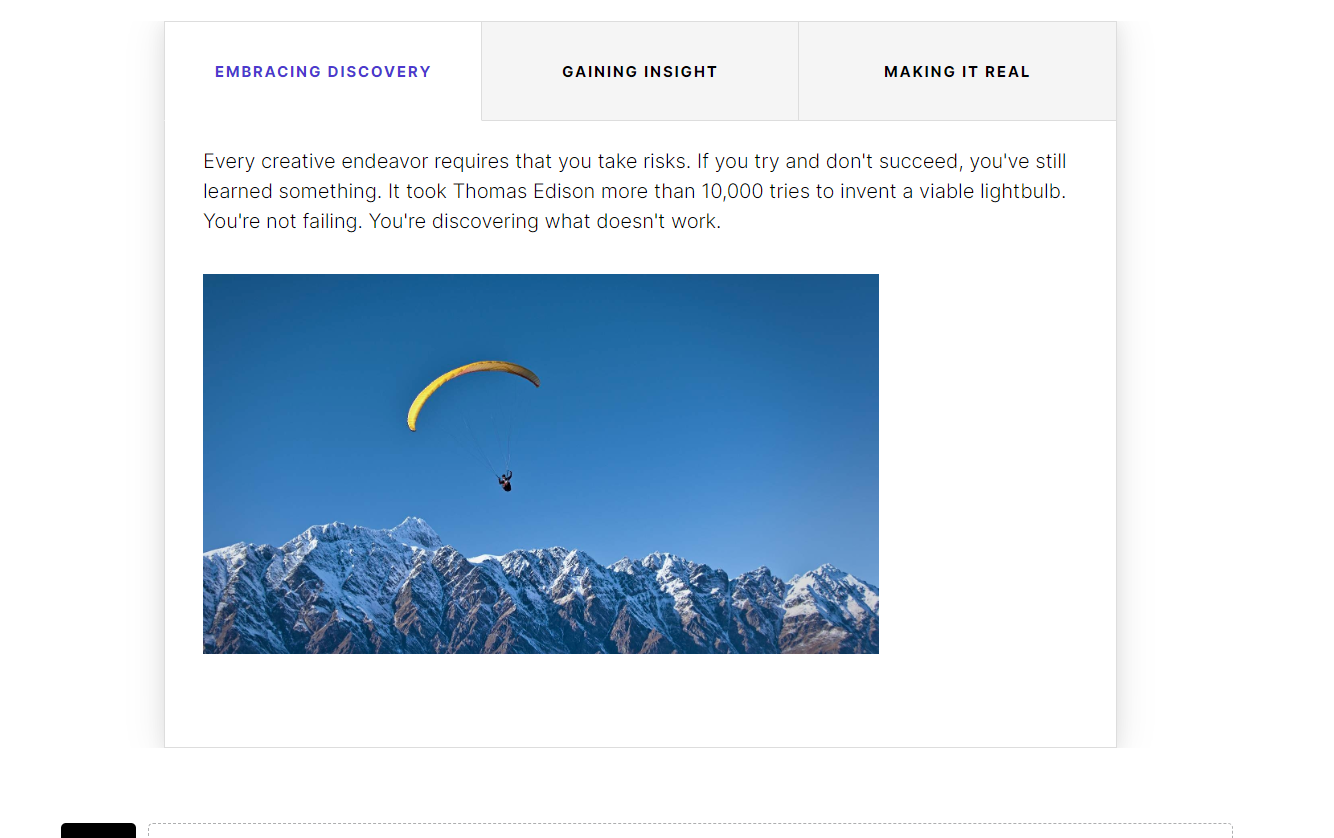 EMBRACING DISCOVERY
GAINING INSIGHT
MAKING IT REAL
Every creative endeavor requires that you take risks. If you try and don't succeed, you've still
learned something. It took Thomas Edison more than 10,000 tries to invent a viable lightbulb.
You're not failing. You're discovering what doesn't work.